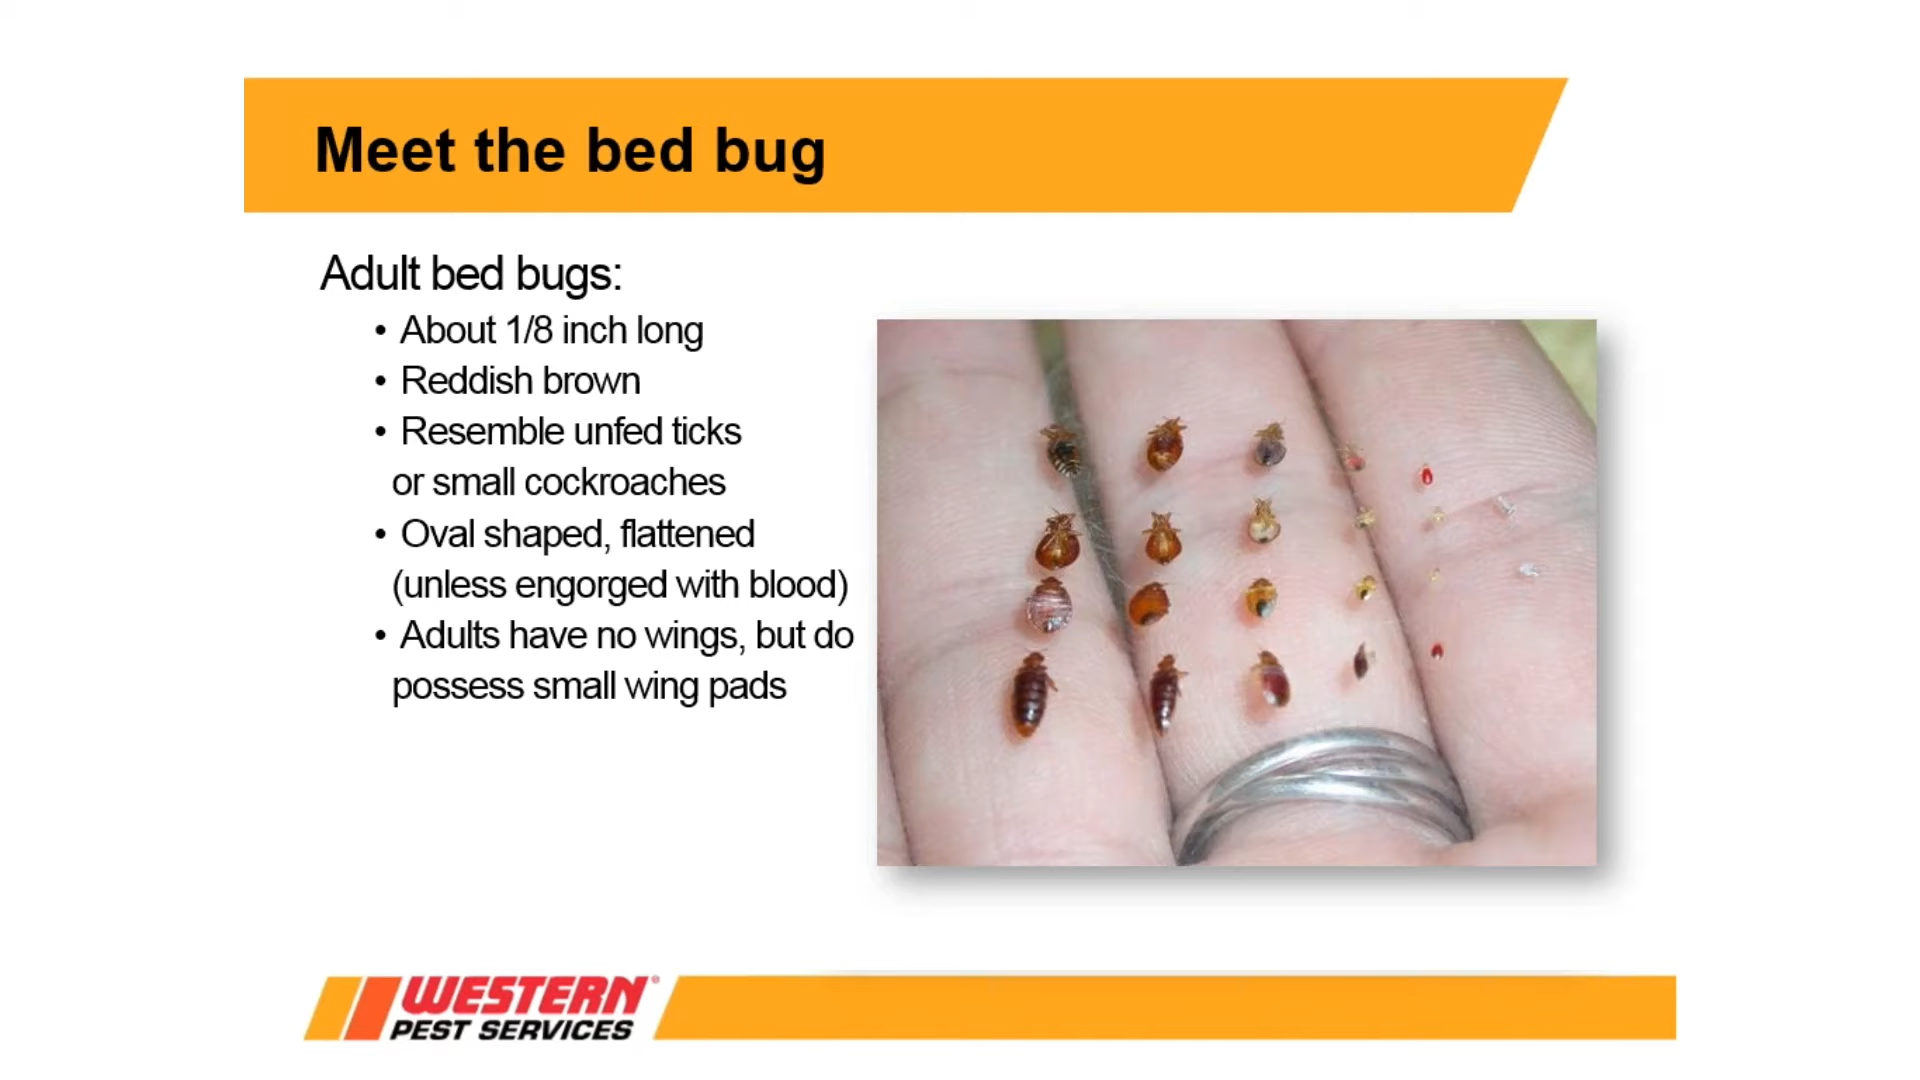 Meet the bed bug
Adult bed bugs:
• About 1/8 inch long
• Reddish brown
• Resemble unfed ticks
or small cockroaches
• Oval shaped, flattened
(unless engorged with blood)
• Adults have no wings, but do
possess small wing pads
WESTERN®
PEST SERVICES